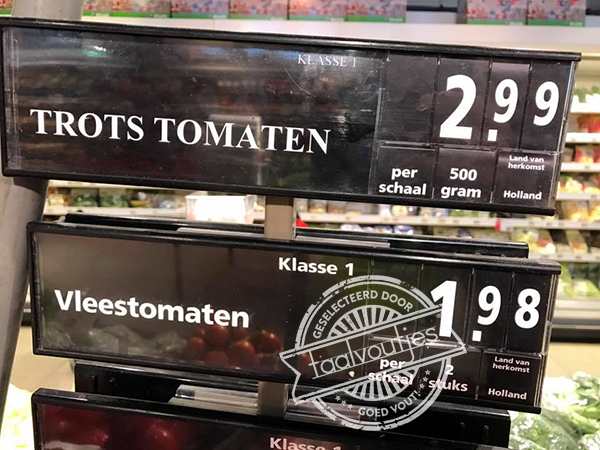 KLASSE 1
TROTS TOMATEN
2.99
per schaal
500 gram
Land van herkomst
Holland
Klasse 1
Vleestomaten
1.98
per schaal
2 stuks
Land van herkomst
Holland
GESELECTEERD DOOR
taalvoutjes
GOED VOUT!
Klasse 1